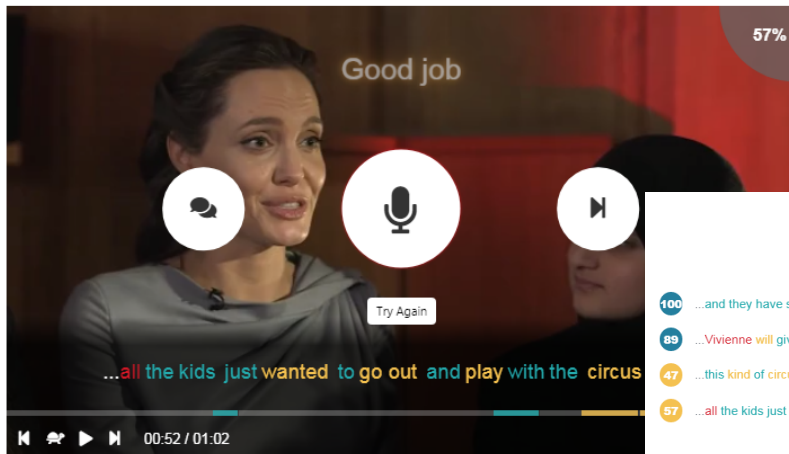 57%
Good job
Try Again
...all the kids just wanted to go out and play with the circus
00:52 / 01:02
100 ...and they have s
89 ...Vivienne will giv
47 ...this kind of circu
57 ...all the kids just